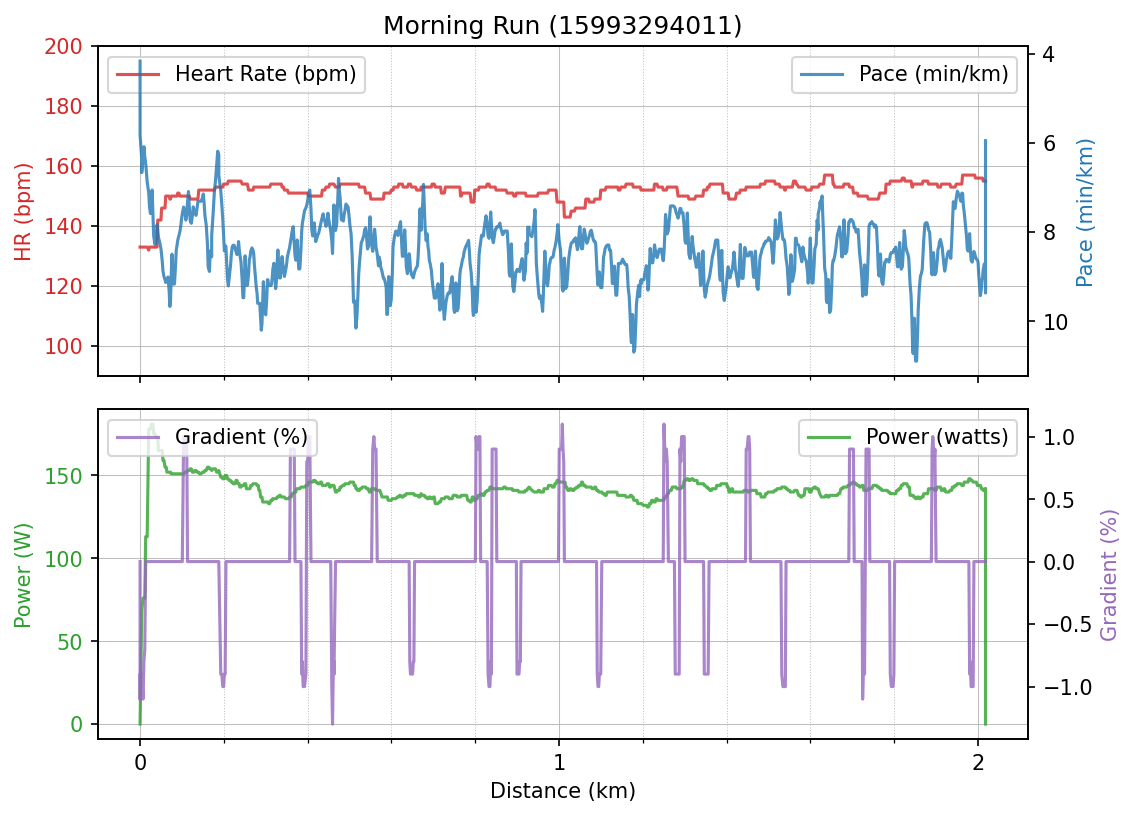 Morning Run (15993294011)
Heart Rate (bpm)
Pace (min/km)
HR (bpm)
200
180
160
140
120
100
4
6
8
10
Pace (min/km)
Gradient (%)
Power (watts)
Power (W)
150
100
50
0
1.0
0.5
0.0
−0.5
−1.0
Gradient (%)
0
1
2
Distance (km)